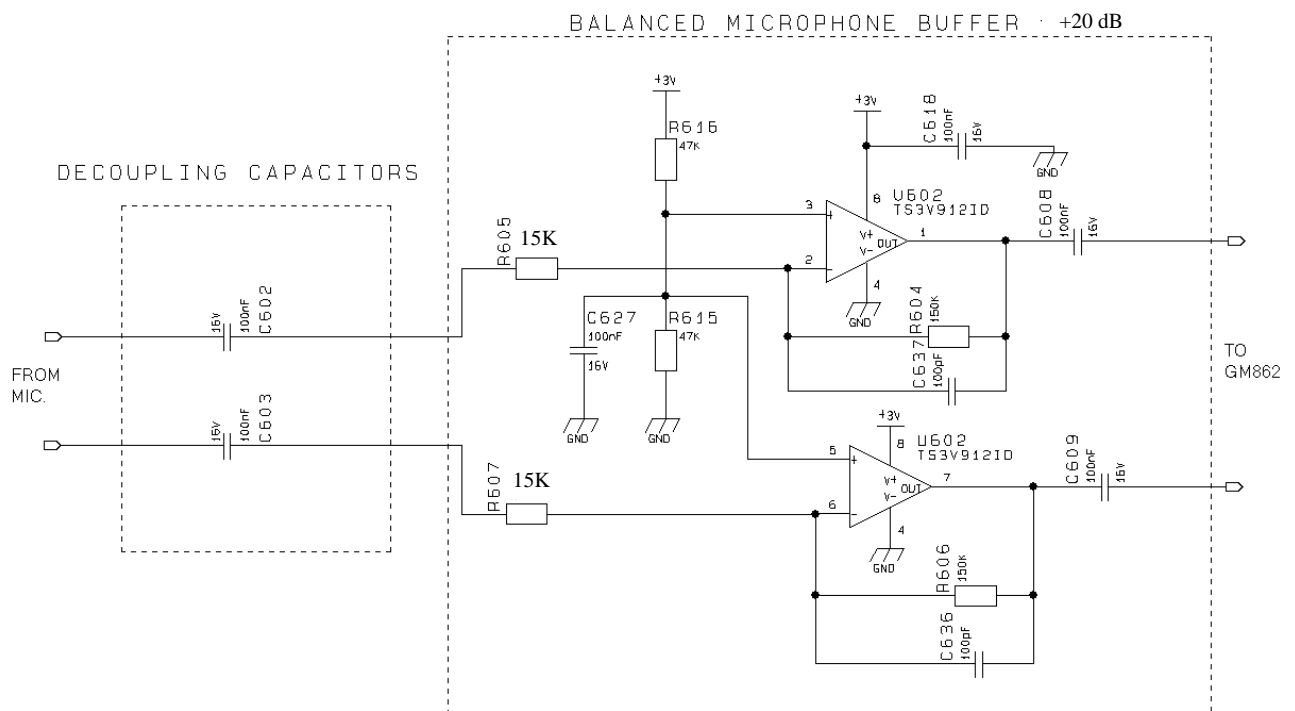 BALANCED MICROPHONE BUFFER · +20 dB
DECOUPLING CAPACITORS
+3V
R616
47K
+3V
C618
100nF
16V
GND
U602
TS3V912ID
3
+
8
V+
OUT
V-
1
2
-
4
GND
C608
100nF
16V
R605
15K
C602
16V
100nF
C627
100nF
16V
GND
R615
47K
GND
R604
150K
C637
100pF
FROM
MIC.
TO
GM862
C603
16V
100nF
R607
15K
+3V
8
U602
TS3V912ID
5
+
V+
OUT
V-
7
6
-
4
GND
C609
100nF
16V
R606
150K
C636
100pF